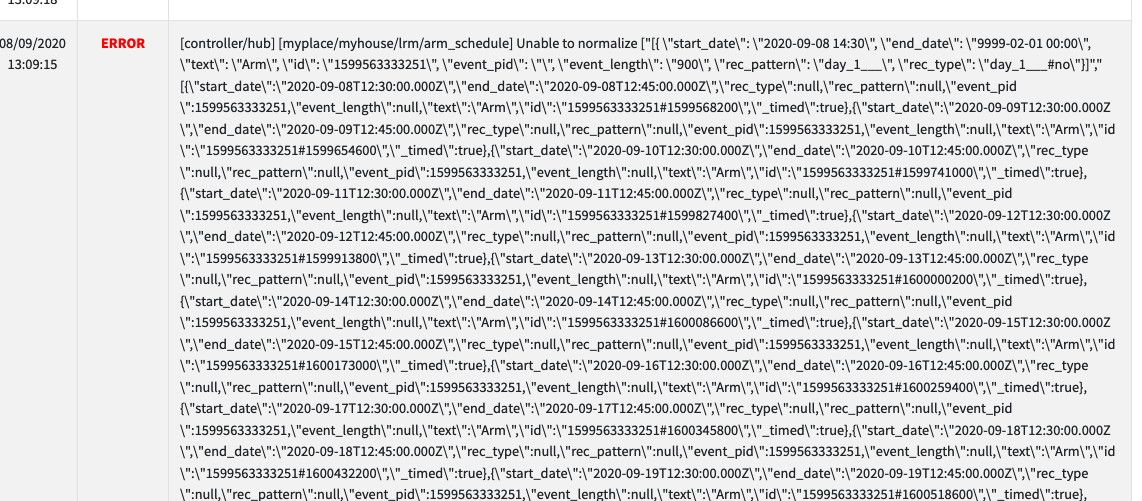 13:09:18
08/09/2020
13:09:15
ERROR
[controller/hub] [myplace/myhouse/lrm/arm_schedule] Unable to normalize ["[{ \"start_date\": \"2020-09-08 14:30\", \"end_date\": \"9999-02-01 00:00\",
\"text\": \"Arm\", \"id\": \"1599563333251\", \"event_pid\": \"\", \"event_length\": \"900\", \"rec_pattern\": \"day_1___\", \"rec_type\": \"day_1___#no\"}]","
[{\"start_date\":\"2020-09-08T12:30:00.000Z\",\"end_date\":\"2020-09-08T12:45:00.000Z\",\"rec_type\":null,\"rec_pattern\":null,\"event_pid
\":1599563333251,\"event_length\":null,\"text\":\"Arm\",\"id\":\"1599563333251#1599568200\",\"_timed\":true},{\"start_date\":\"2020-09-09T12:30:00.000Z
\",\"end_date\":\"2020-09-09T12:45:00.000Z\",\"rec_type\":null,\"rec_pattern\":null,\"event_pid\":1599563333251,\"event_length\":null,\"text\":\"Arm\",\"id
\":\"1599563333251#1599654600\",\"_timed\":true},{\"start_date\":\"2020-09-10T12:30:00.000Z\",\"end_date\":\"2020-09-10T12:45:00.000Z\",\"rec_type
\":null,\"rec_pattern\":null,\"event_pid\":1599563333251,\"event_length\":null,\"text\":\"Arm\",\"id\":\"1599563333251#1599741000\",\"_timed\":true},
{\"start_date\":\"2020-09-11T12:30:00.000Z\",\"end_date\":\"2020-09-11T12:45:00.000Z\",\"rec_type\":null,\"rec_pattern\":null,\"event_pid
\":1599563333251,\"event_length\":null,\"text\":\"Arm\",\"id\":\"1599563333251#1599827400\",\"_timed\":true},{\"start_date\":\"2020-09-12T12:30:00.000Z
\",\"end_date\":\"2020-09-12T12:45:00.000Z\",\"rec_type\":null,\"rec_pattern\":null,\"event_pid\":1599563333251,\"event_length\":null,\"text\":\"Arm\",\"id
\":\"1599563333251#1599913800\",\"_timed\":true},{\"start_date\":\"2020-09-13T12:30:00.000Z\",\"end_date\":\"2020-09-13T12:45:00.000Z\",\"rec_type
\":null,\"rec_pattern\":null,\"event_pid\":1599563333251,\"event_length\":null,\"text\":\"Arm\",\"id\":\"1599563333251#1600000200\",\"_timed\":true},
{\"start_date\":\"2020-09-14T12:30:00.000Z\",\"end_date\":\"2020-09-14T12:45:00.000Z\",\"rec_type\":null,\"rec_pattern\":null,\"event_pid
\":1599563333251,\"event_length\":null,\"text\":\"Arm\",\"id\":\"1599563333251#1600086600\",\"_timed\":true},{\"start_date\":\"2020-09-15T12:30:00.000Z
\",\"end_date\":\"2020-09-15T12:45:00.000Z\",\"rec_type\":null,\"rec_pattern\":null,\"event_pid\":1599563333251,\"event_length\":null,\"text\":\"Arm\",\"id
\":\"1599563333251#1600173000\",\"_timed\":true},{\"start_date\":\"2020-09-16T12:30:00.000Z\",\"end_date\":\"2020-09-16T12:45:00.000Z\",\"rec_type
\":null,\"rec_pattern\":null,\"event_pid\":1599563333251,\"event_length\":null,\"text\":\"Arm\",\"id\":\"1599563333251#1600259400\",\"_timed\":true},
{\"start_date\":\"2020-09-17T12:30:00.000Z\",\"end_date\":\"2020-09-17T12:45:00.000Z\",\"rec_type\":null,\"rec_pattern\":null,\"event_pid
\":1599563333251,\"event_length\":null,\"text\":\"Arm\",\"id\":\"1599563333251#1600345800\",\"_timed\":true},{\"start_date\":\"2020-09-18T12:30:00.000Z
\",\"end_date\":\"2020-09-18T12:45:00.000Z\",\"rec_type\":null,\"rec_pattern\":null,\"event_pid\":1599563333251,\"event_length\":null,\"text\":\"Arm\",\"id
\":\"1599563333251#1600432200\",\"_timed\":true},{\"start_date\":\"2020-09-19T12:30:00.000Z\",\"end_date\":\"2020-09-19T12:45:00.000Z\",\"rec_type
\":null,\"rec_pattern\":null,\"event_pid\":1599563333251,\"event_length\":null,\"text\":\"Arm\",\"id\":\"1599563333251#1600518600\",\"_timed\":true},